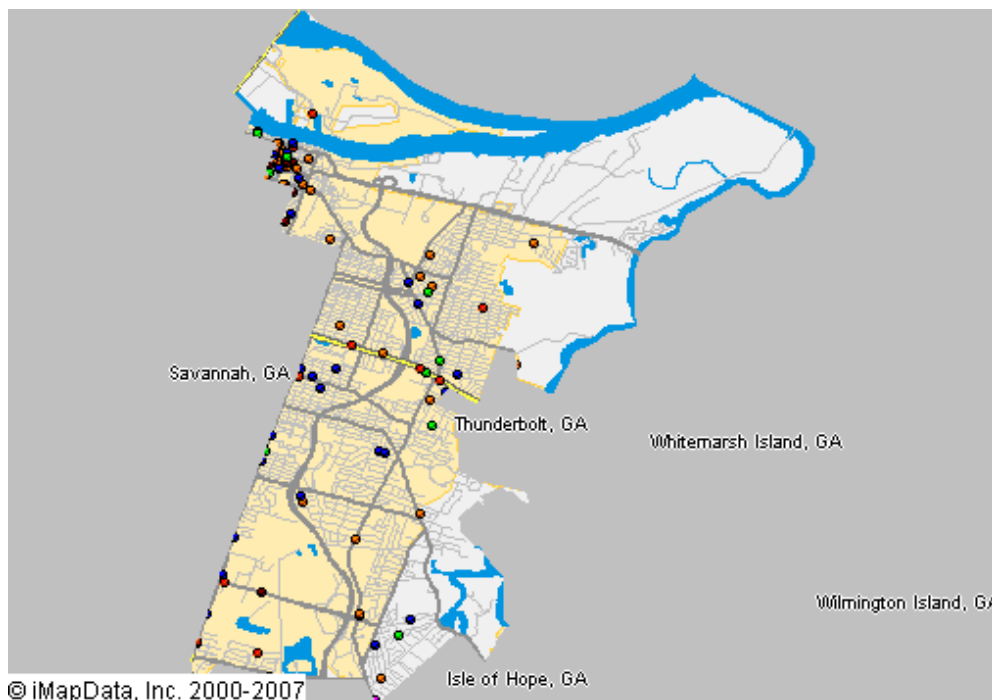 Savannah, GA
Thunderbolt, GA
Whitemarsh Island, GA
Wilmington Island, GA
Isle of Hope, GA
© iMapData, Inc. 2000-2007